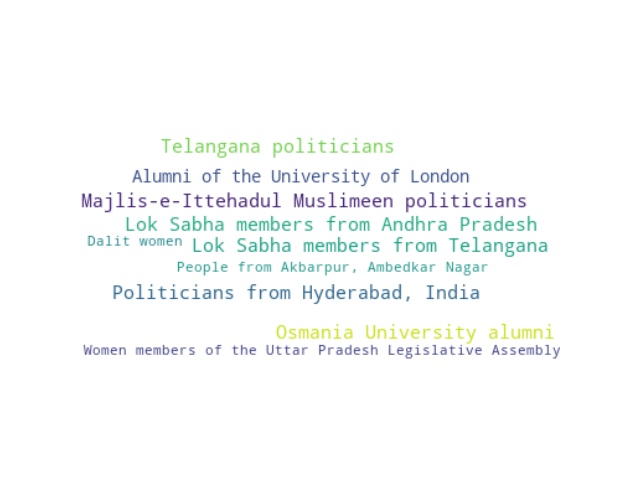 Telangana politicians
Alumni of the University of London
Majlis-e-Ittehadul Muslimeen politicians
Lok Sabha members from Andhra Pradesh
Dalit women
Lok Sabha members from Telangana
People from Akbarpur, Ambedkar Nagar
Politicians from Hyderabad, India
Osmania University alumni
Women members of the Uttar Pradesh Legislative Assembly